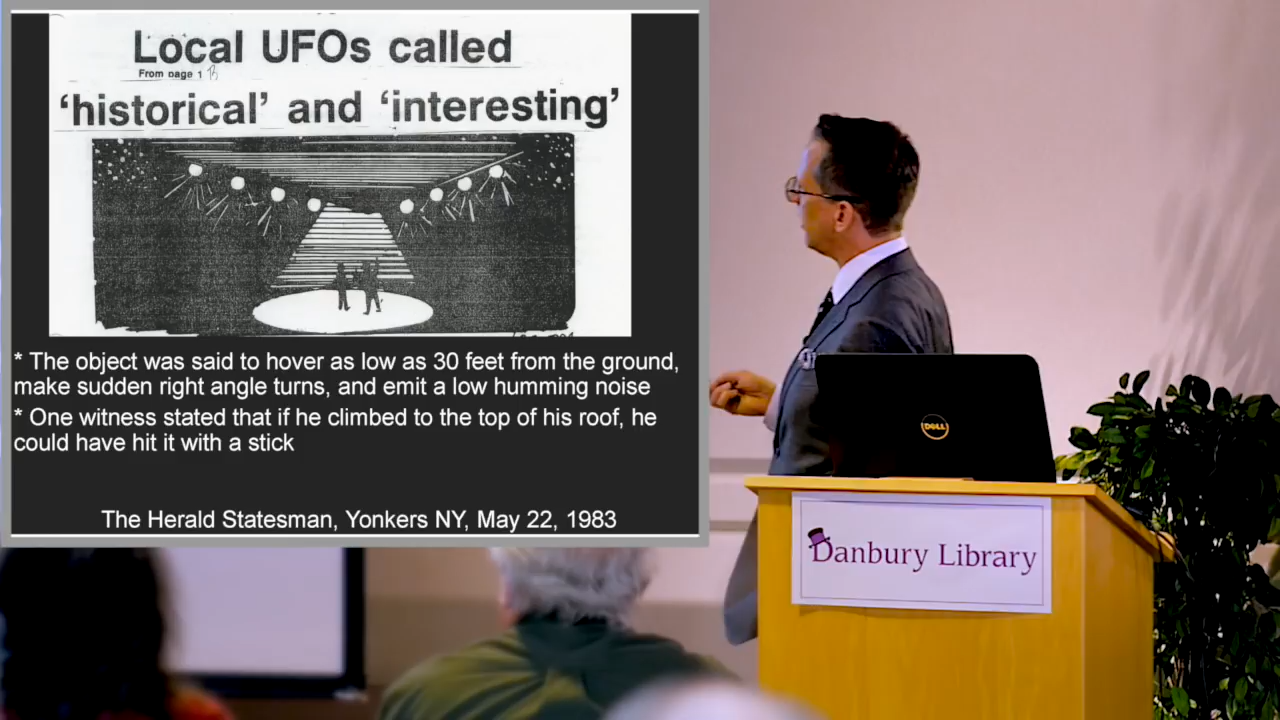 Local UFOs called
From page 1
'historical' and 'interesting'
* The object was said to hover as low as 30 feet from the ground,
make sudden right angle turns, and emit a low humming noise
* One witness stated that if he climbed to the top of his roof, he
could have hit it with a stick
The Herald Statesman, Yonkers NY, May 22, 1983
DELL
Danbury Library